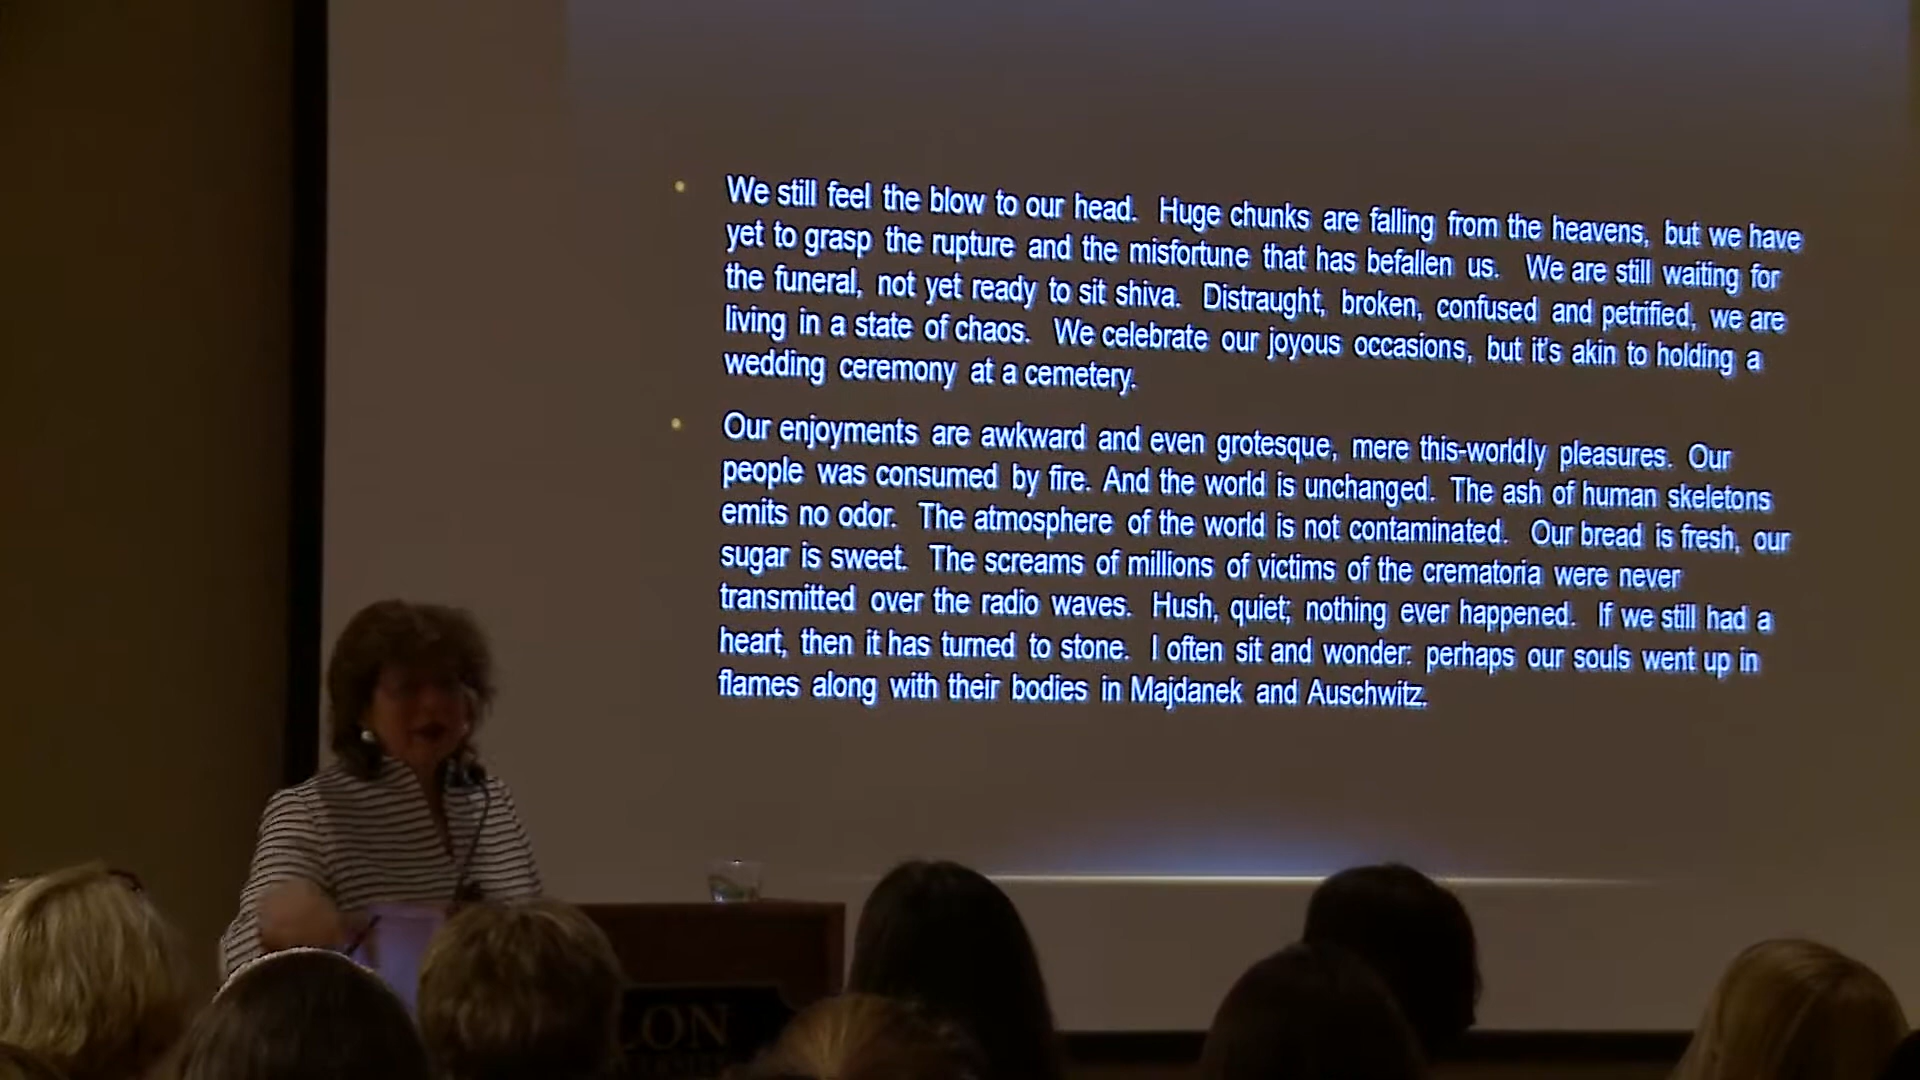 • We still feel the blow to our head. Huge chunks are falling from the heavens, but we have
yet to grasp the rupture and the misfortune that has befallen us. We are still waiting for
the funeral, not yet ready to sit shiva. Distraught, broken, confused and petrified, we are
living in a state of chaos. We celebrate our joyous occasions, but it's akin to holding a
wedding ceremony at a cemetery.
• Our enjoyments are awkward and even grotesque, mere this-worldly pleasures. Our
people was consumed by fire. And the world is unchanged. The ash of human skeletons
emits no odor. The atmosphere of the world is not contaminated. Our bread is fresh, our
sugar is sweet. The screams of millions of victims of the crematoria were never
transmitted over the radio waves. Hush, quiet; nothing ever happened. If we still had a
heart, then it has turned to stone. I often sit and wonder: perhaps our souls went up in
flames along with their bodies in Majdanek and Auschwitz.
LON